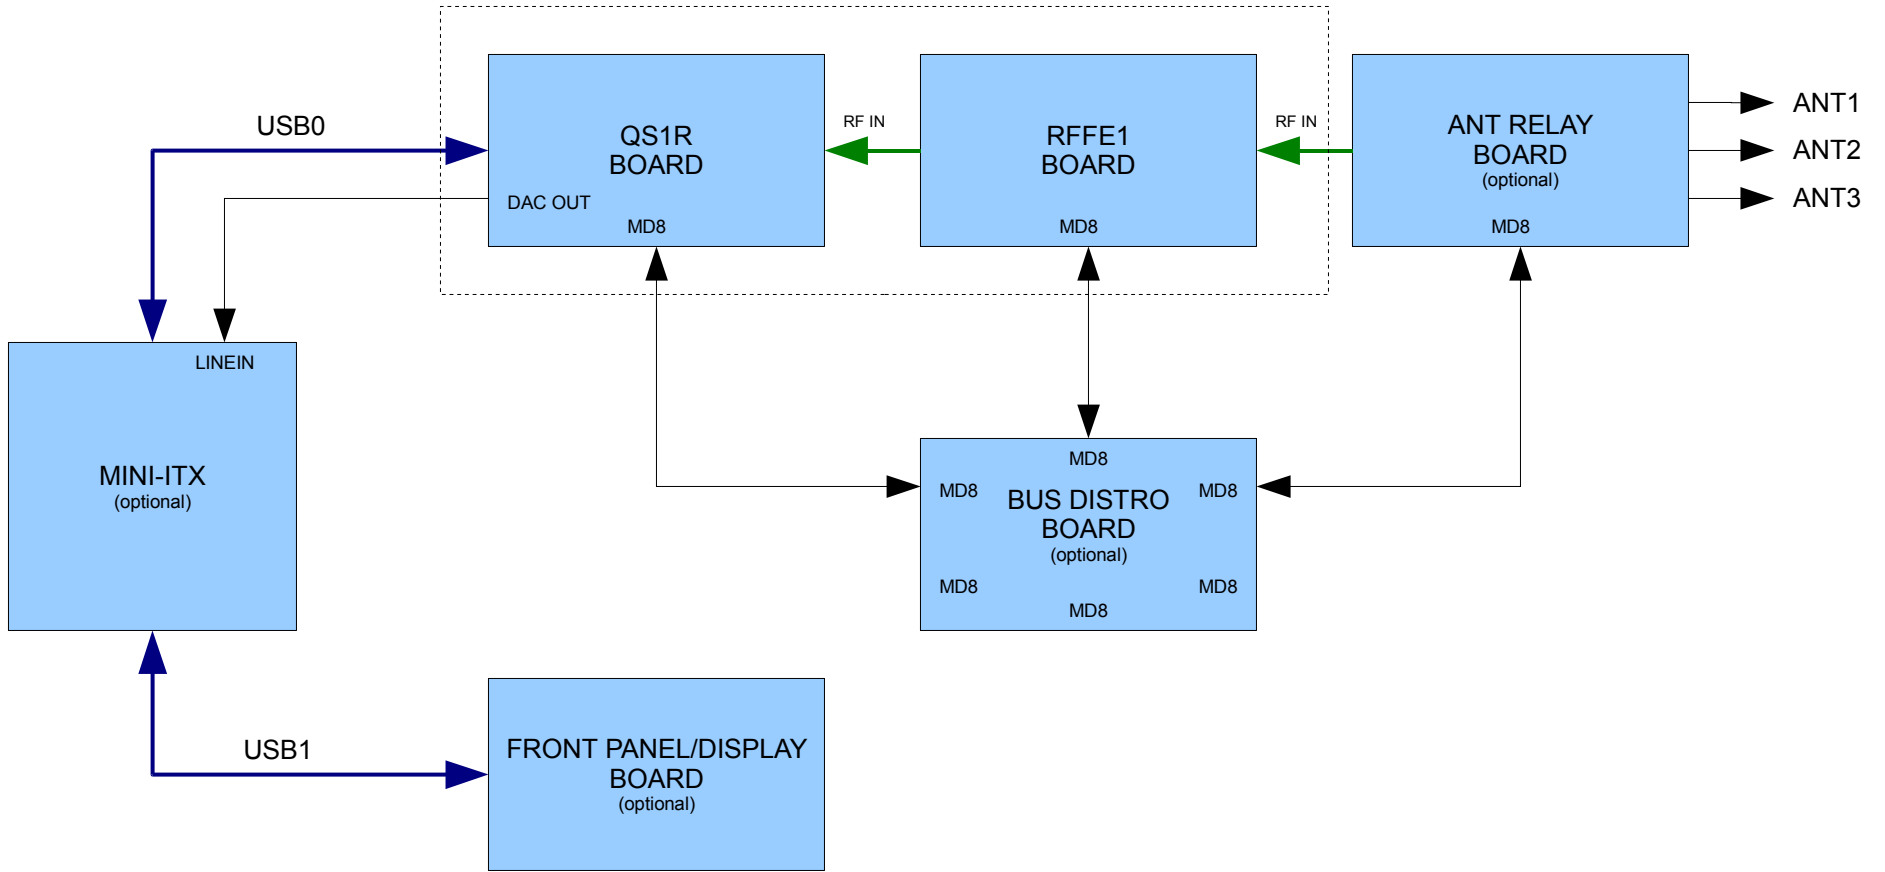 USB0
QS1R
BOARD
DAC OUT
MD8
RF IN
RFFE1
BOARD
MD8
RF IN
ANT RELAY
BOARD
(optional)
MD8
ANT1
ANT2
ANT3
LINEIN
MINI-ITX
(optional)
MD8
MD8
MD8
BUS DISTRO
BOARD
(optional)
MD8
MD8
MD8
USB1
FRONT PANEL/DISPLAY
BOARD
(optional)